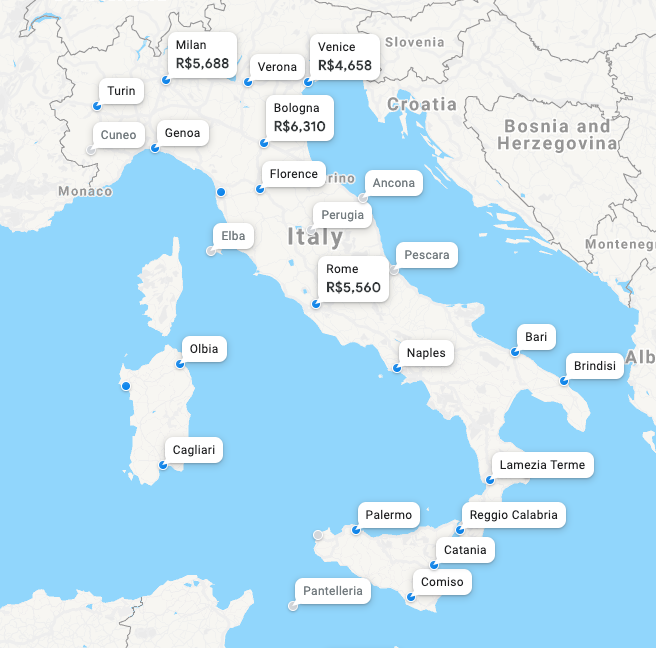 Milan
R$5,688
Venice
R$4,658
Slovenia
Verona
Turin
Croatia
Bologna
R$6,310
Bosnia and
Herzegovina
Cuneo
Genoa
Florence
rino
Ancona
Monaco
Perugia
Elba
Italy
Montenegr
Pescara
Rome
R$5,560
Olbia
Naples
Bari
Alb
Brindisi
Cagliari
Lamezia Terme
Palermo
Reggio Calabria
Catania
Comiso
Pantelleria